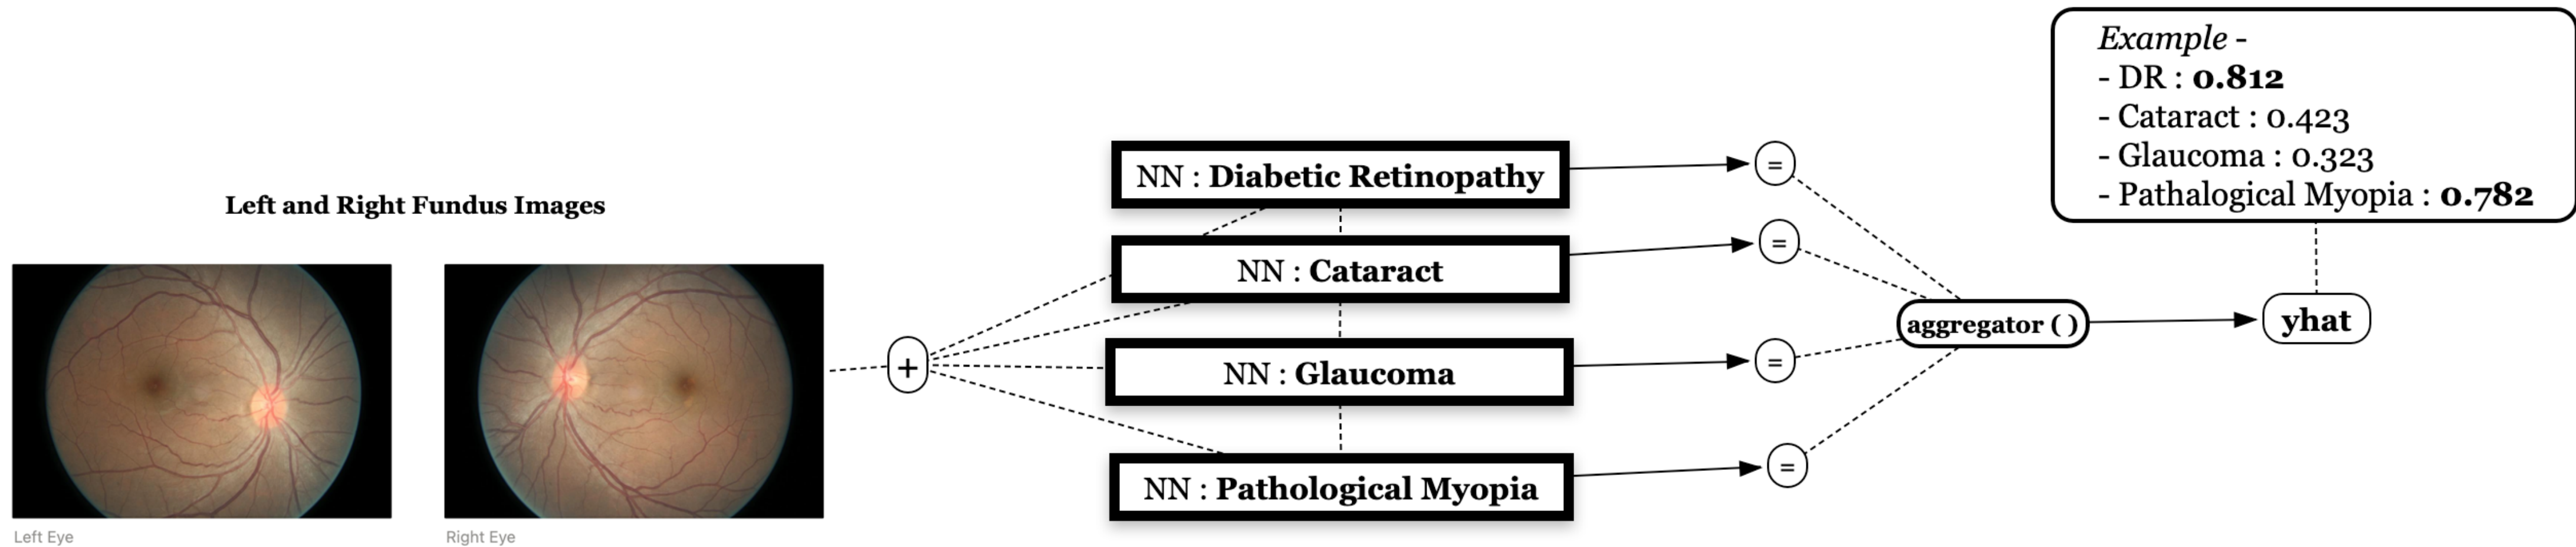 Left and Right Fundus Images
Left Eye
Right Eye
+
NN : Diabetic Retinopathy
NN : Cataract
NN : Glaucoma
NN : Pathological Myopia
=
=
=
=
aggregator ( )
yhat
Example -
- DR : 0.812
- Cataract : 0.423
- Glaucoma : 0.323
- Pathalogical Myopia : 0.782